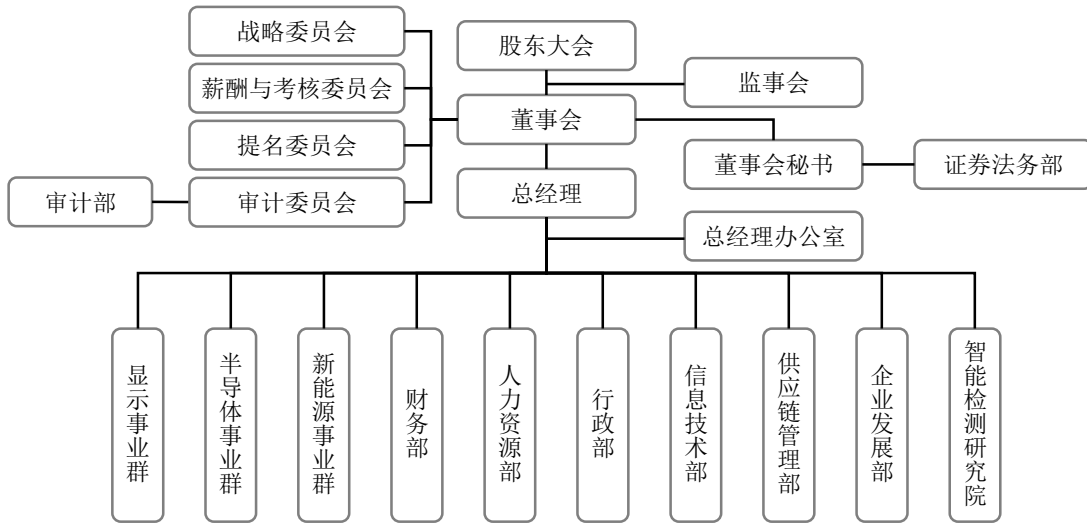 战略委员会
股东大会
薪酬与考核委员会
监事会
董事会
提名委员会
董事会秘书
证券法务部
审计部
审计委员会
总经理
总经理办公室
显示事业群
半导体事业群
新能源事业群
财务部
人力资源部
行政部
信息技术部
供应链管理部
企业发展部
智能检测研究院